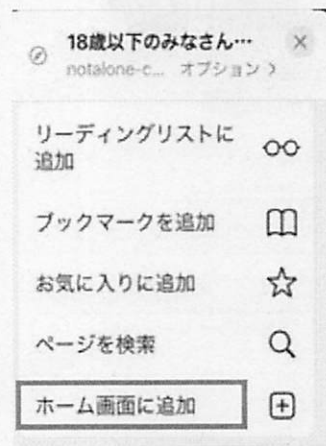 18歳以下のみなさん…
notalone-c... オプション >
リーディングリストに
追加
ブックマークを追加
お気に入りに追加
ページを検索
ホーム画面に追加